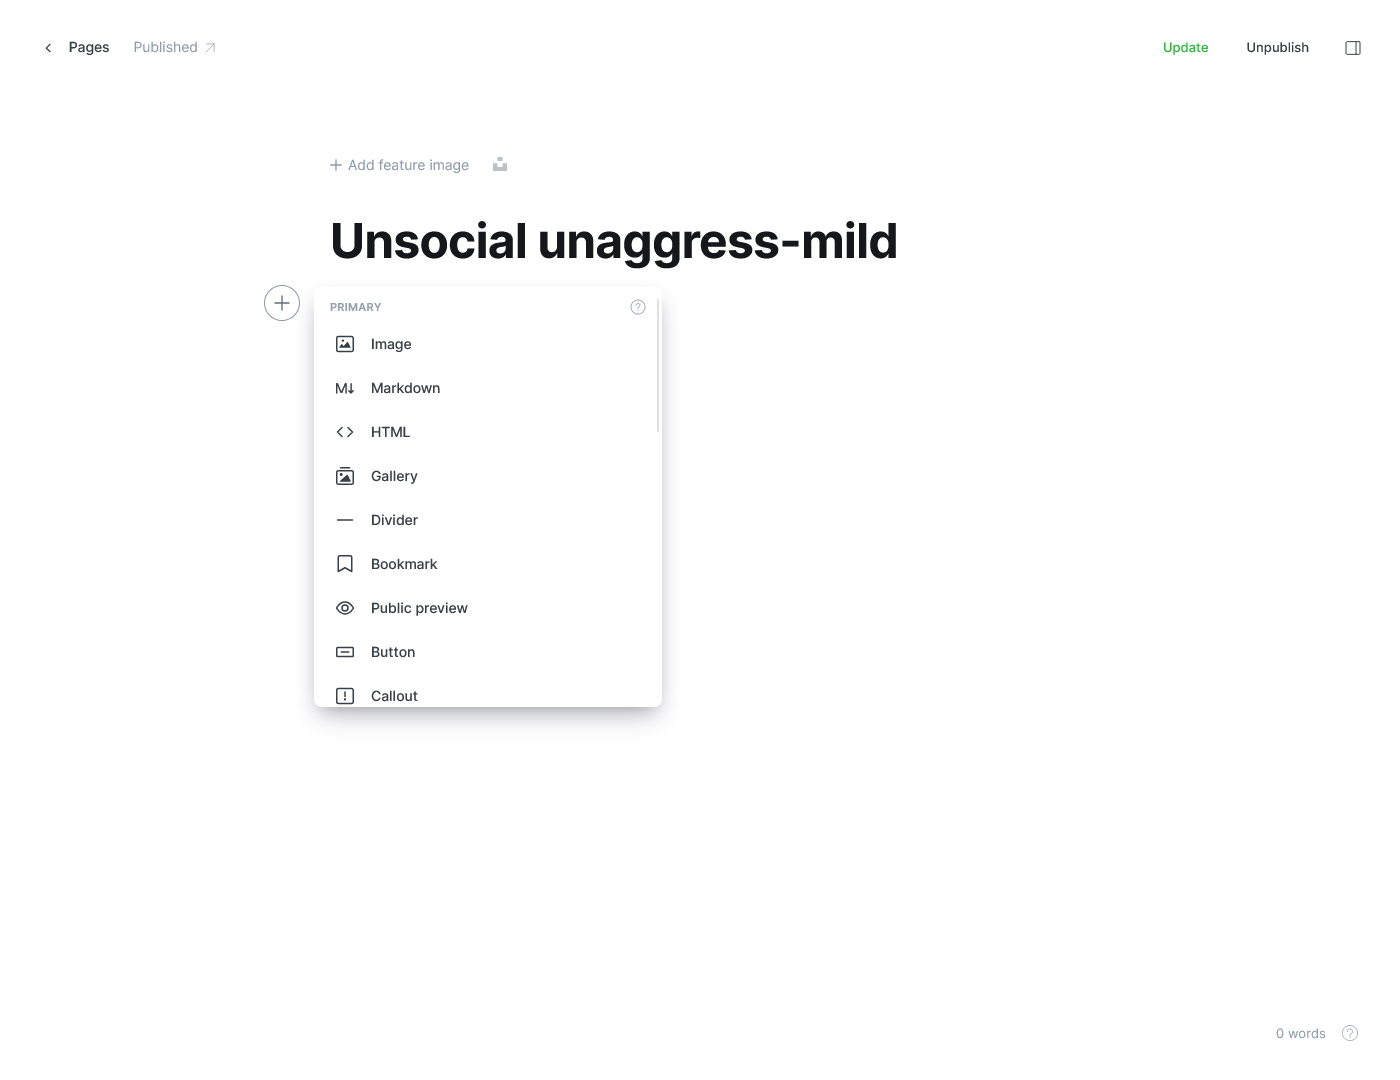 Pages Published Update Unpublish
Add feature image
Unsocial unaggress-mild
PRIMARY
Image
Markdown
HTML
Gallery
Divider
Bookmark
Public preview
Button
Callout
0 words